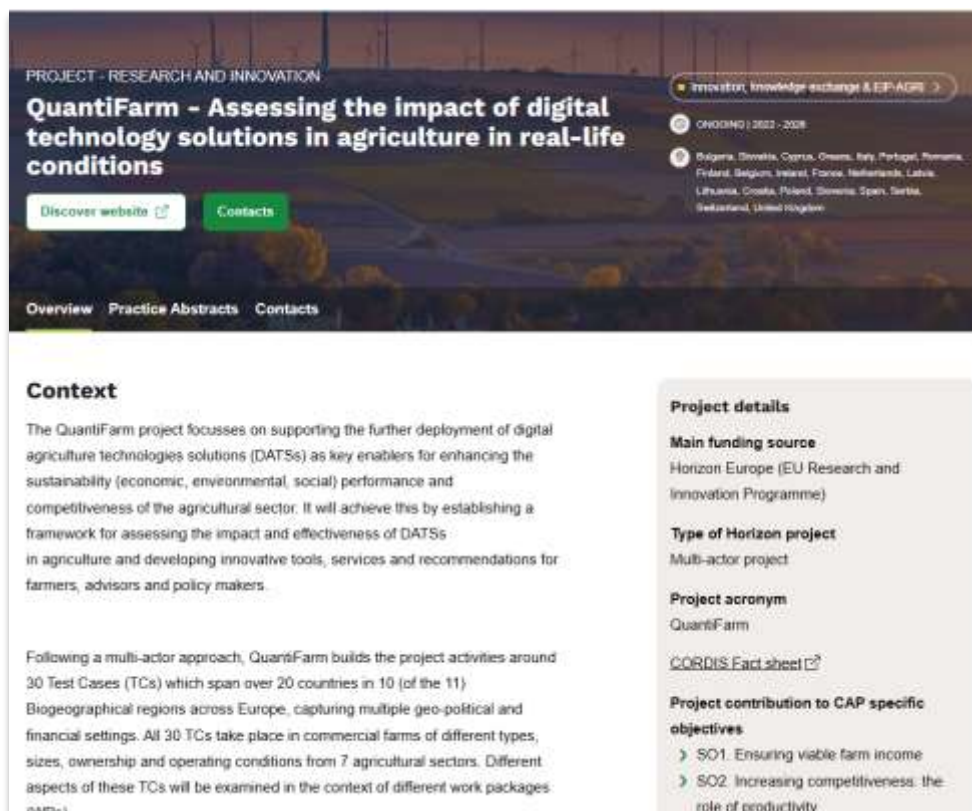 PROJECT - RESEARCH AND INNOVATION
QuantiFarm - Assessing the impact of digital
technology solutions in agriculture in real-life
conditions
Discover website
Contacts
Innovation, knowledge exchange & EIP-AGRI
ONGOING | 2022 - 2026
Bulgaria, Slovakia, Cyprus, Greece, Italy, Portugal, Romania,
Finland, Belgium, Ireland, France, Netherlands, Latvia,
Lithuania, Croatia, Poland, Slovenia, Spain, Serbia,
Switzerland, United Kingdom
Overview Practice Abstracts Contacts
Context
The QuantiFarm project focusses on supporting the further deployment of digital
agriculture technologies solutions (DATSs) as key enablers for enhancing the
sustainability (economic, environmental, social) performance and
competitiveness of the agricultural sector. It will achieve this by establishing a
framework for assessing the impact and effectiveness of DATSs
in agriculture and developing innovative tools, services and recommendations for
farmers, advisors and policy makers.
Following a multi-actor approach, QuantiFarm builds the project activities around
30 Test Cases (TCs) which span over 20 countries in 10 (of the 11)
Biogeographical regions across Europe, capturing multiple geo-political and
financial settings. All 30 TCs take place in commercial farms of different types,
sizes, ownership and operating conditions from 7 agricultural sectors. Different
aspects of these TCs will be examined in the context of different work packages
Project details
Main funding source
Horizon Europe (EU Research and
Innovation Programme)
Type of Horizon project
Multi-actor project
Project acronym
QuantiFarm
CORDIS Fact sheet
Project contribution to CAP specific
objectives
SO1. Ensuring viable farm income
SO2. Increasing competitiveness: the
role of productivity